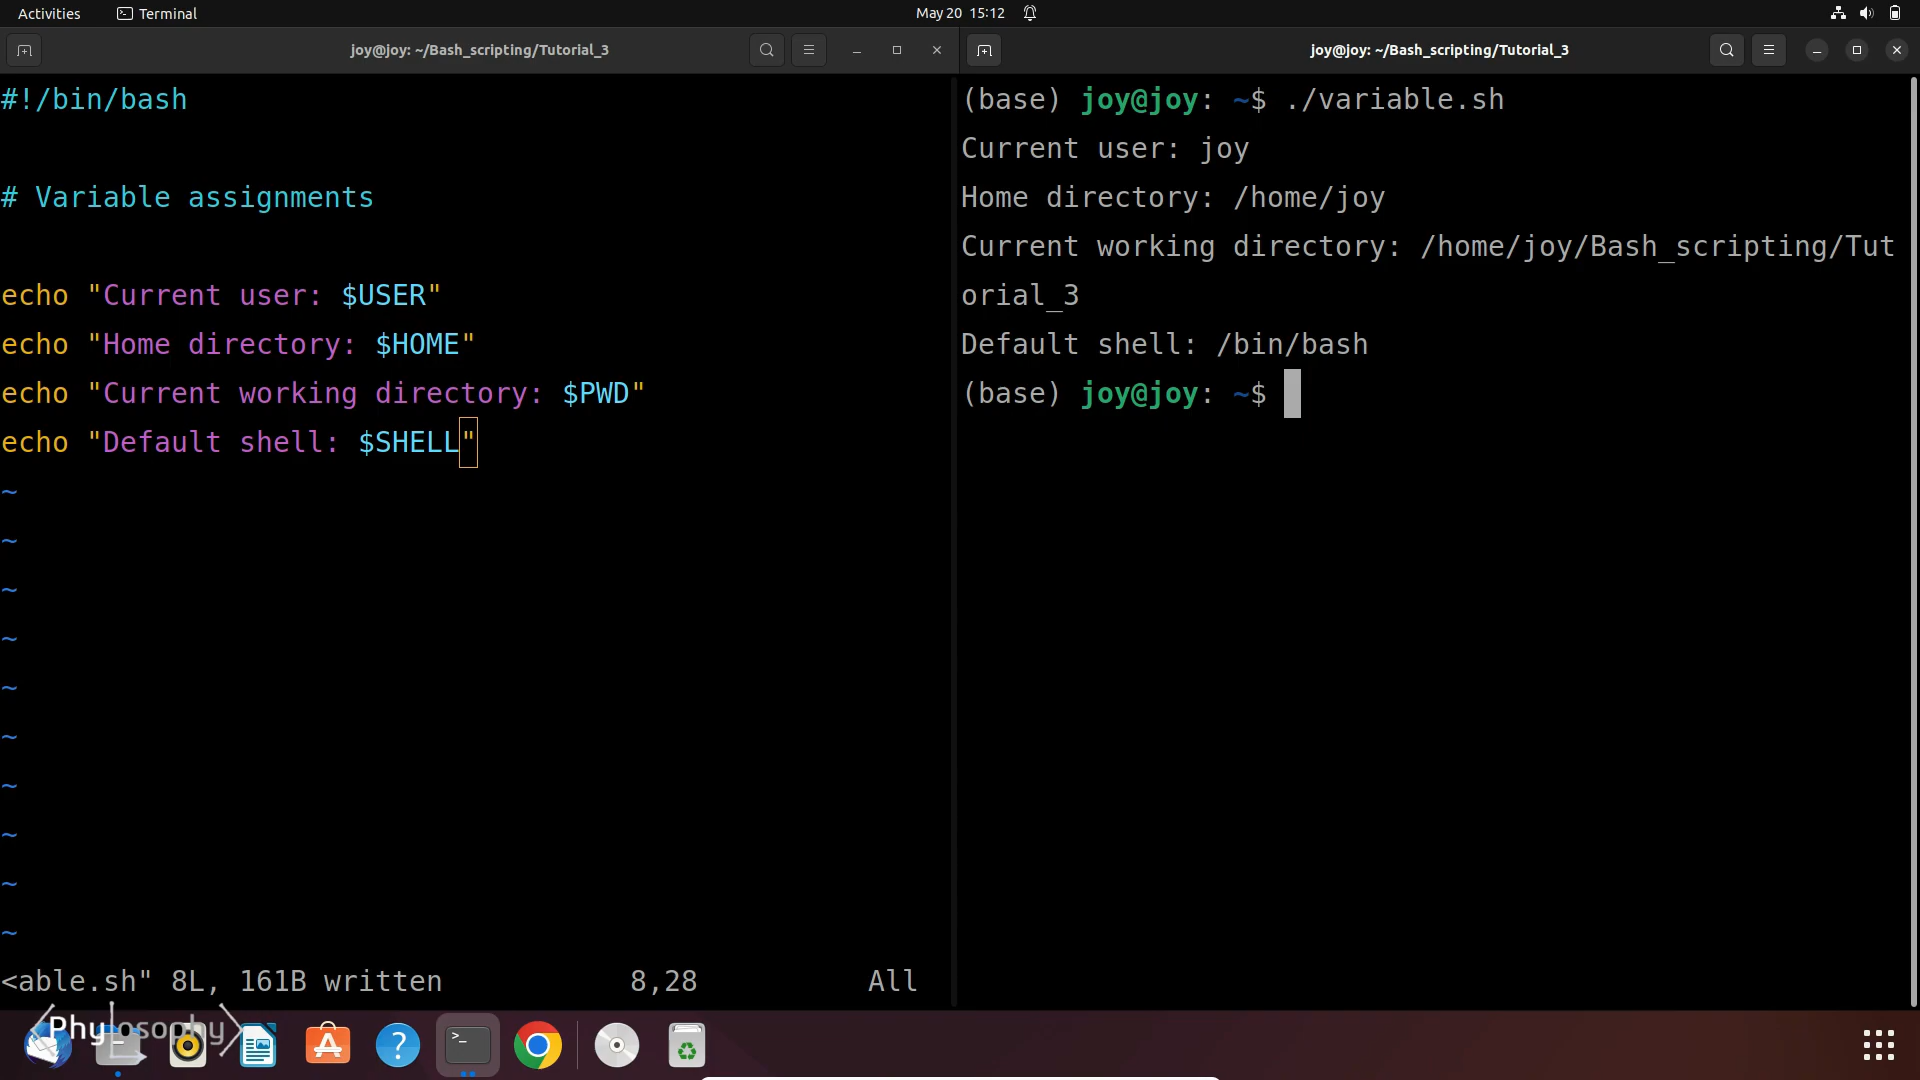 Activities
Terminal
May 20 15:12
joy@joy: ~/Bash_scripting/Tutorial_3
#!/bin/bash
# Variable assignments
echo "Current user: $USER"
echo "Home directory: $HOME"
echo "Current working directory: $PWD"
echo "Default shell: $SHELL"
~
~
~
~
~
~
~
~
~
~
<able.sh" 8L, 161B written 8,28 All
joy@joy: ~/Bash_scripting/Tutorial_3
(base) joy@joy: ~$ ./variable.sh
Current user: joy
Home directory: /home/joy
Current working directory: /home/joy/Bash_scripting/Tut
orial_3
Default shell: /bin/bash
(base) joy@joy: ~$
Phylosophy